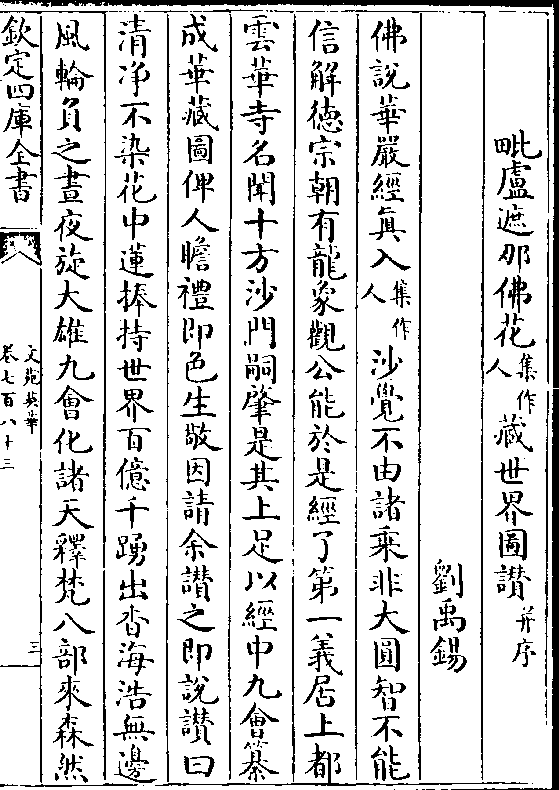 毗盧遮那佛花集作人藏世界圖讃并序
劉禹錫
佛說華嚴經眞入集作人沙覺不由諸乘非大圓智不能
信解德宗朝有龍象觀公能於是經了第一義居上都
雲華寺名聞十方沙門嗣肇是其上足以經中九會纂
成華藏圖俾人瞻禮即色生敬因請余讃之即說讃曰
清净不染花中蓮捧持世界百億千踴出杳海浩無邊
風輪負之晝夜旋大雄九會化諸天釋梵八部來森然
欽定四庫全書
文苑英華
卷七百八十三
三